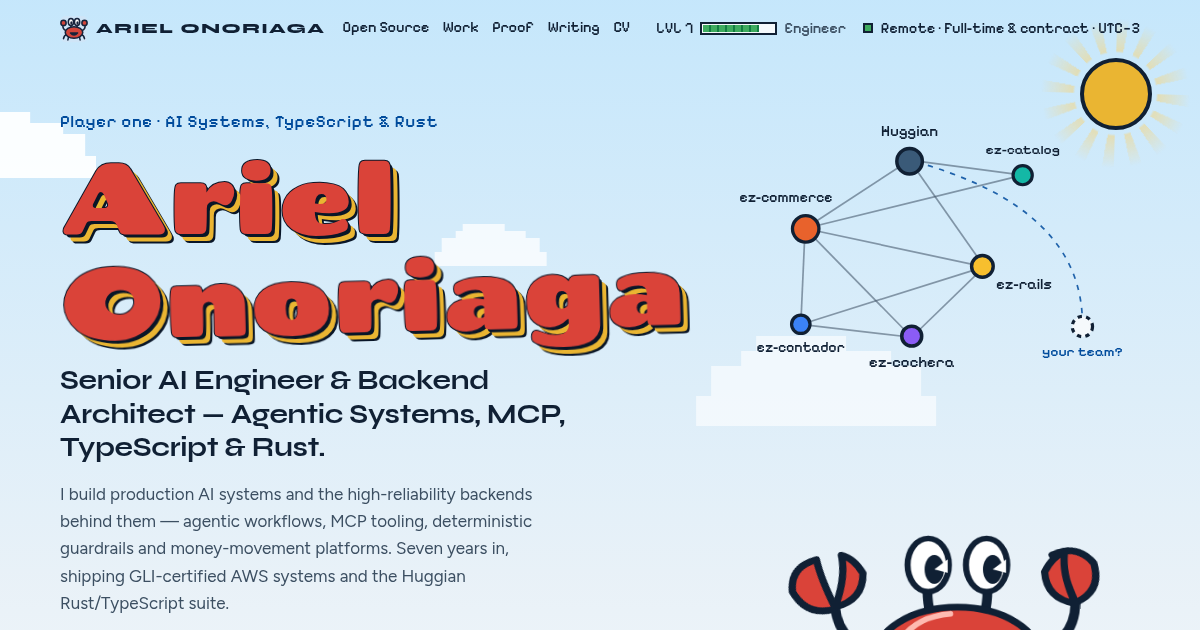 ARIEL ONORIAGA
Open Source Work Proof Writing CV
LVL 7 Engineer
Remote · Full-time & contract · UTC−3
Player one · AI Systems, TypeScript & Rust
Ariel
Onoriaga
Senior AI Engineer & Backend
Architect — Agentic Systems, MCP,
TypeScript & Rust.
I build production AI systems and the high-reliability backends
behind them — agentic workflows, MCP tooling, deterministic
guardrails and money-movement platforms. Seven years in,
shipping GLI-certified AWS systems and the Huggian
Rust/TypeScript suite.
Huggian
ez-catalog
ez-commerce
ez-rails
ez-contador
ez-cochera
your team?